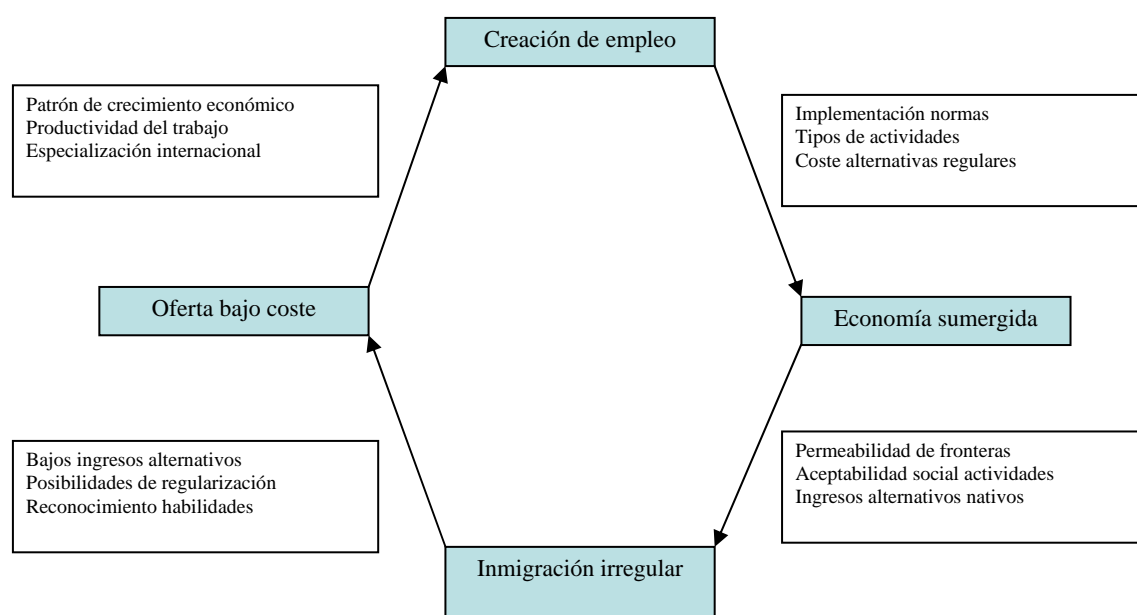 Creación de empleo
Patrón de crecimiento económico
Productividad del trabajo
Especialización internacional
Implementación normas
Tipos de actividades
Coste alternativas regulares
Oferta bajo coste
Economía sumergida
Bajos ingresos alternativos
Posibilidades de regularización
Reconocimiento habilidades
Permeabilidad de fronteras
Aceptabilidad social actividades
Ingresos alternativos nativos
Inmigración irregular